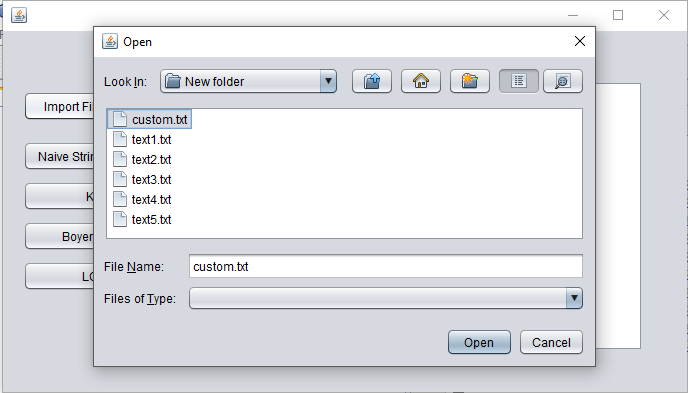 Open
Look In: New folder
custom.txt
text1.txt
text2.txt
text3.txt
text4.txt
text5.txt
File Name: custom.txt
Files of Type:
Open Cancel
Import Fi
Naive Strin
K
Boyer
LC